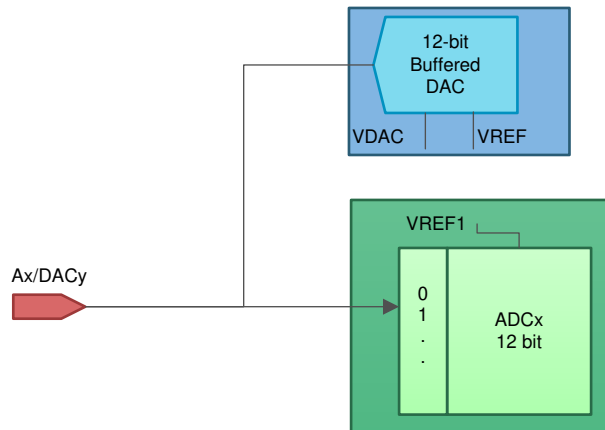 12-bit
Buffered
DAC
VDAC VREF
VREF1
Ax/DACy
0
1
.
.
ADCx
12 bit